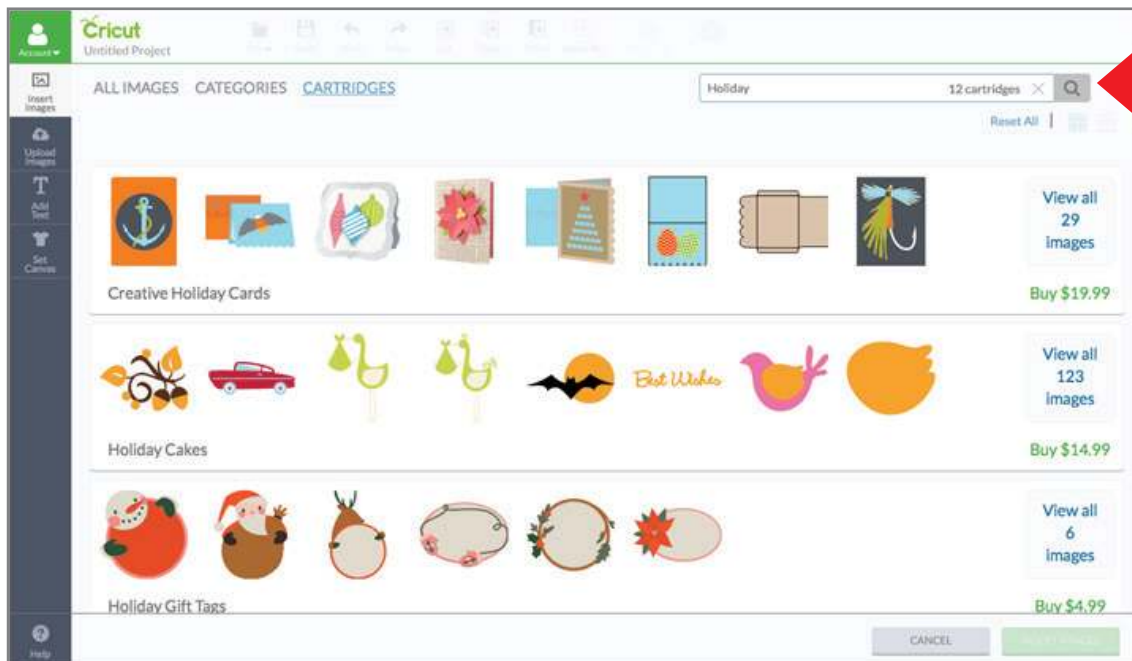 Cricut
Untitled Project
Account
Insert
Images
Upload
Images
Add
Text
Set
Canvas
Help
ALL IMAGES CATEGORIES CARTRIDGES
Holiday 12 cartridges
Reset All
View all
29
images
Creative Holiday Cards Buy $19.99
Best Wishes
View all
123
images
Holiday Cakes Buy $14.99
View all
6
images
Holiday Gift Tags Buy $4.99
CANCEL